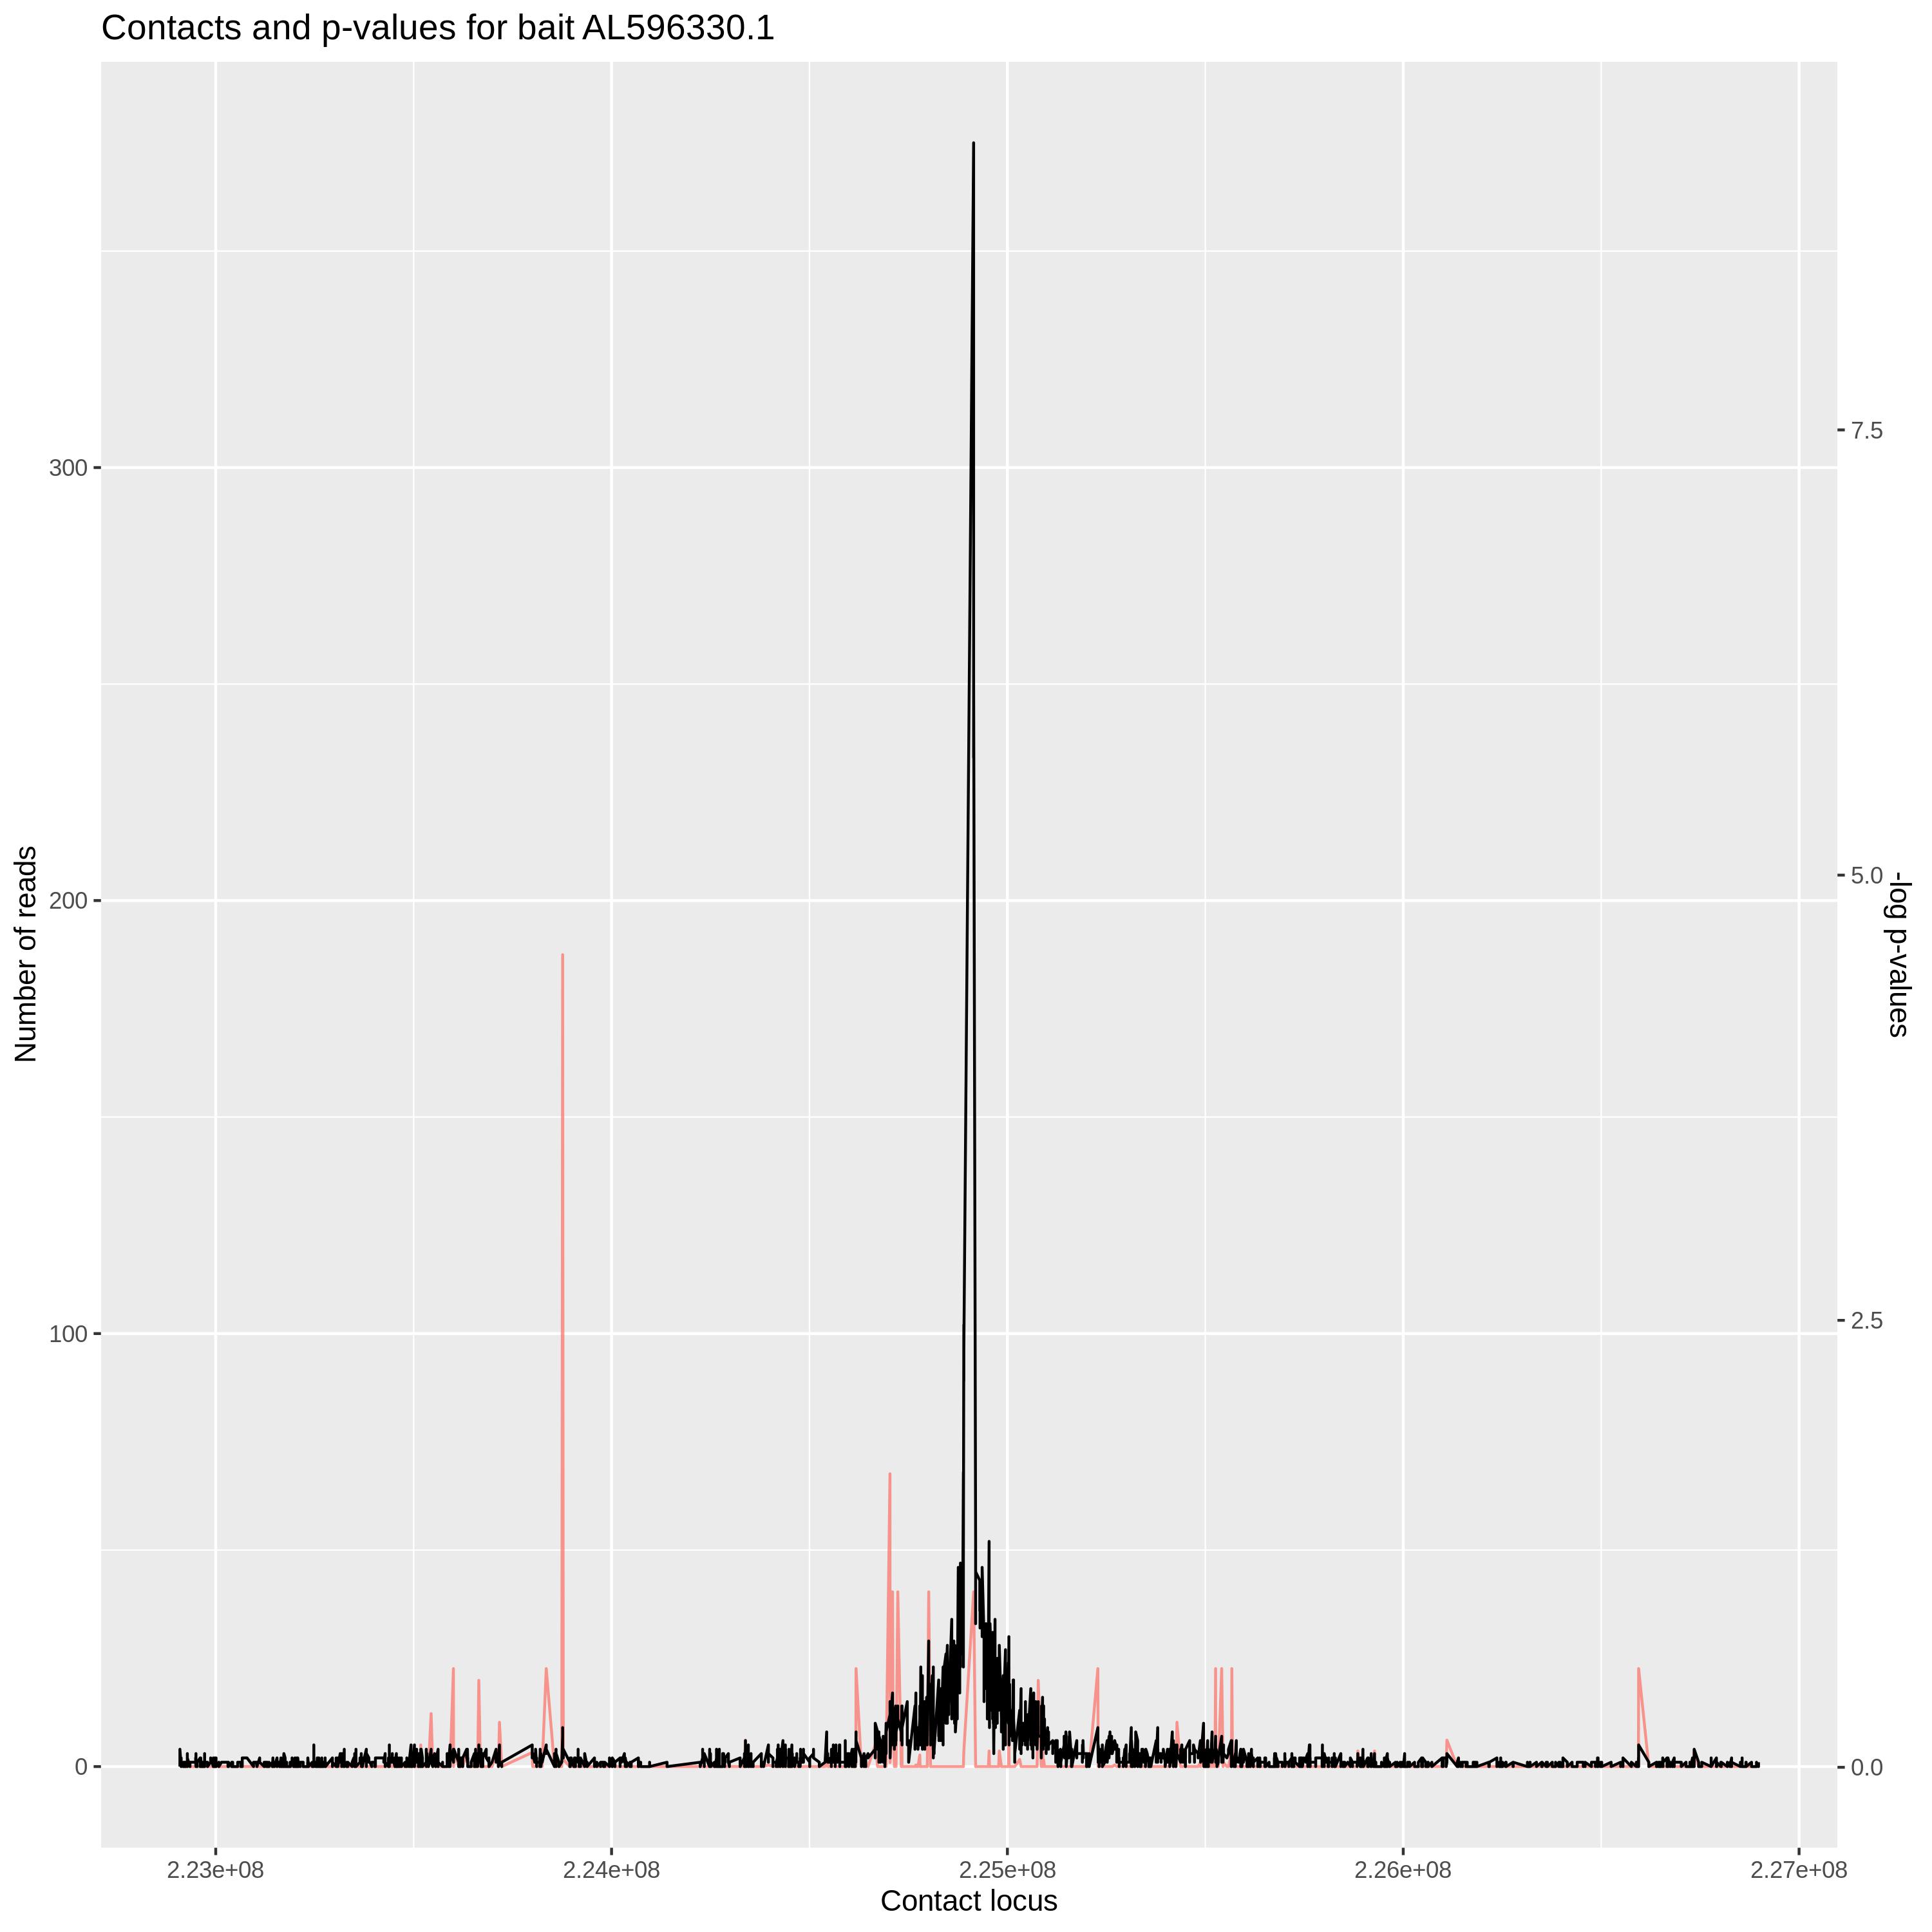 Contacts and p-values for bait AL596330.1
300
200
100
0
7.5
5.0
2.5
0.0
Number of reads
-log p-values
2.23e+08
2.24e+08
2.25e+08
2.26e+08
2.27e+08
Contact locus